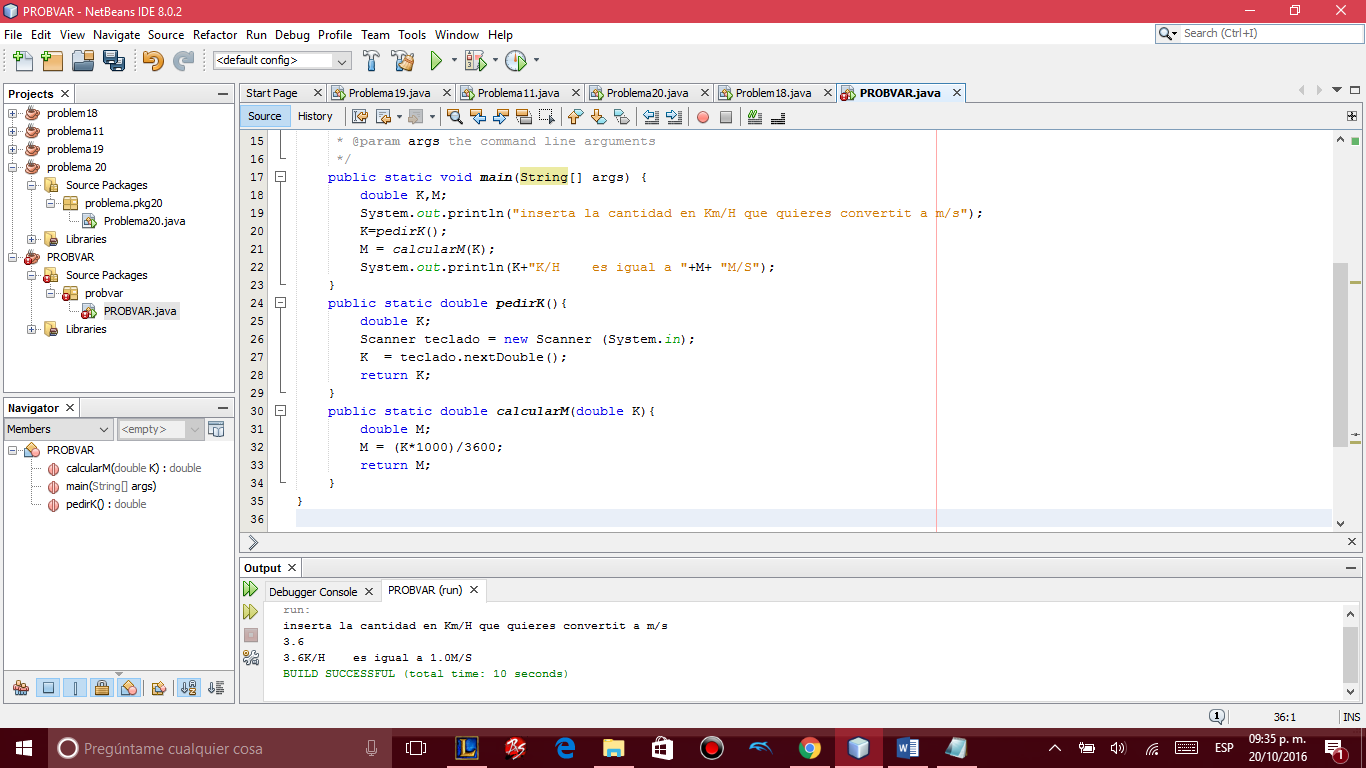 PROBVAR - NetBeans IDE 8.0.2
File Edit View Navigate Source Refactor Run Debug Profile Team Tools Window Help
Search (Ctrl+I)
<default config>
Projects
problem18
problema11
problema19
problema 20
Source Packages
problema.pkg20
Problema20.java
Libraries
PROBVAR
Source Packages
probvar
PROBVAR.java
Libraries
Navigator
Members
<empty>
PROBVAR
calcularM(double K) : double
main(String[] args)
pedirK() : double
Start Page Problema19.java Problema11.java Problema20.java Problem18.java PROBVAR.java
Source History
15 * @param args the command line arguments
16 */
17 public static void main(String[] args) {
18 double K,M;
19 System.out.println("inserta la cantidad en Km/H que quieres convertit a m/s");
20 K=pedirK();
21 M = calcularM(K);
22 System.out.println(K+"K/H    es igual a "+M+ "M/S");
23 }
24 public static double pedirK(){
25 double K;
26 Scanner teclado = new Scanner (System.in);
27 K  = teclado.nextDouble();
28 return K;
29 }
30 public static double calcularM(double K){
31 double M;
32 M = (K*1000)/3600;
33 return M;
34 }
35 }
36
Output
Debugger Console PROBVAR (run)
run:
inserta la cantidad en Km/H que quieres convertit a m/s
3.6
3.6K/H    es igual a 1.0M/S
BUILD SUCCESSFUL (total time: 10 seconds)
1 36:1 INS
Pregúntame cualquier cosa
ESP
09:35 p. m.
20/10/2016
1